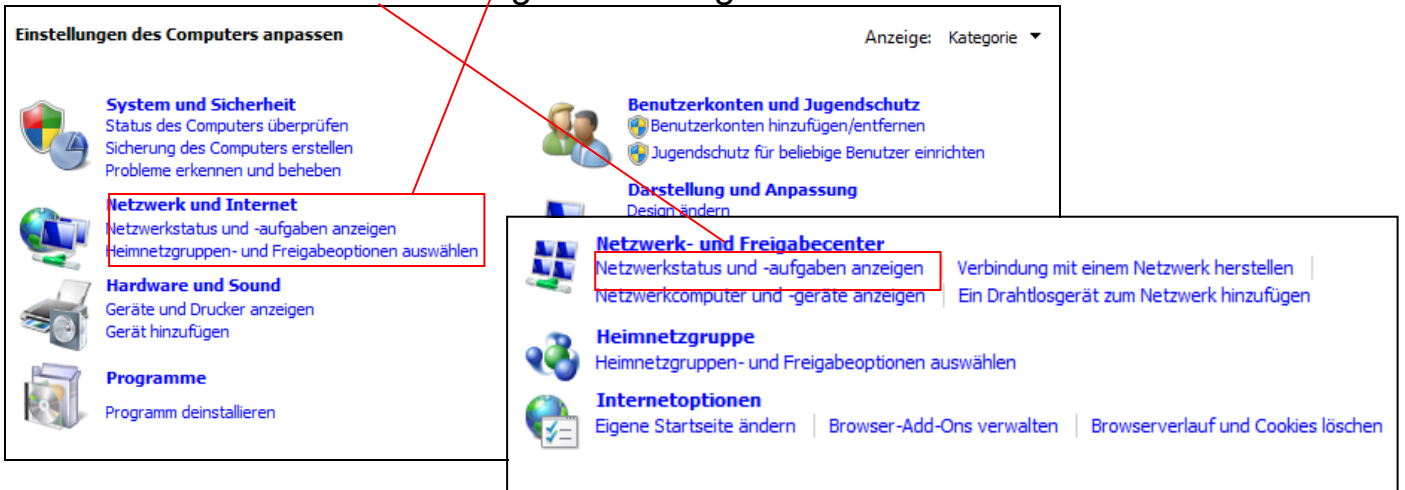 Einstellungen des Computers anpassen
Anzeige: Kategorie
System und Sicherheit
Status des Computers überprüfen
Sicherung des Computers erstellen
Probleme erkennen und beheben
Netzwerk und Internet
Netzwerkstatus und -aufgaben anzeigen
Heimnetzgruppen- und Freigabeoptionen auswählen
Hardware und Sound
Geräte und Drucker anzeigen
Gerät hinzufügen
Programme
Programm deinstallieren
Benutzerkonten und Jugendschutz
Benutzerkonten hinzufügen/entfernen
Jugendschutz für beliebige Benutzer einrichten
Darstellung und Anpassung
Design ändern
Netzwerk- und Freigabecenter
Netzwerkstatus und -aufgaben anzeigen Verbindung mit einem Netzwerk herstellen
Netzwerkcomputer und -geräte anzeigen Ein Drahtlosgerät zum Netzwerk hinzufügen
Heimnetzgruppe
Heimnetzgruppen- und Freigabeoptionen auswählen
Internetoptionen
Eigene Startseite ändern Browser-Add-Ons verwalten Browserverlauf und Cookies löschen